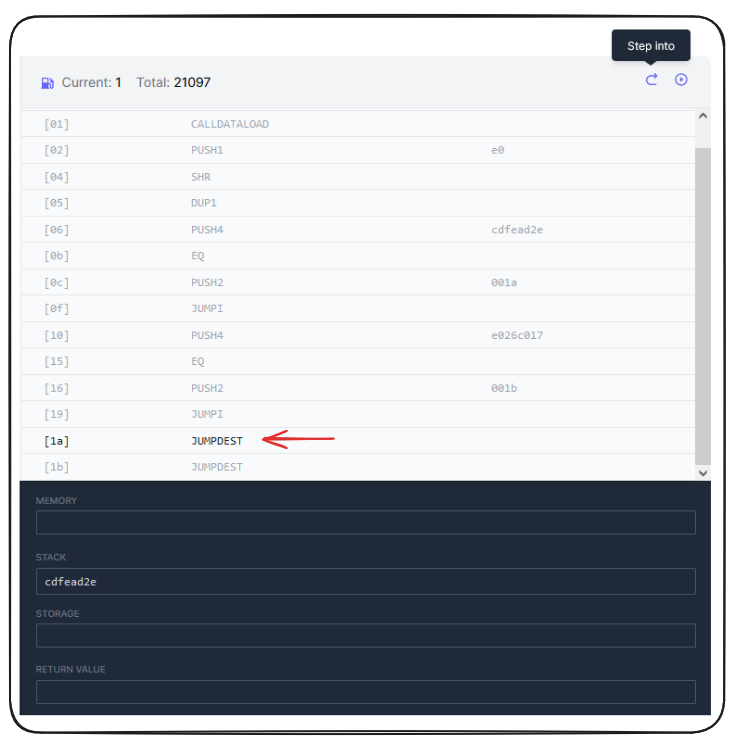 Step into
Current: 1 Total: 21097
[01] CALLDATALOAD
[02] PUSH1 e0
[04] SHR
[05] DUP1
[06] PUSH4 cdfead2e
[0b] EQ
[0c] PUSH2 001a
[0f] JUMPI
[10] PUSH4 e026c017
[15] EQ
[16] PUSH2 001b
[19] JUMPI
[1a] JUMPDEST
[1b] JUMPDEST
MEMORY
STACK
cdfead2e
STORAGE
RETURN VALUE